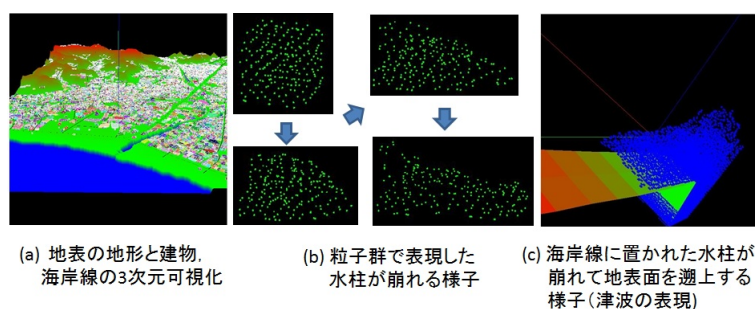 (a) 地表の地形と建物,
海岸線の3次元可視化
(b) 粒子群で表現した
水柱が崩れる様子
(c) 海岸線に置かれた水柱が
崩れて地表面を遡上する
様子(津波の表現)